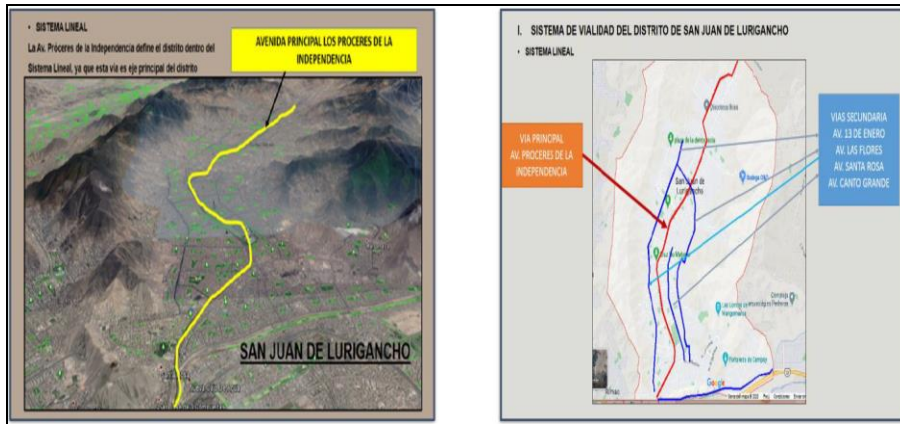 • SISTEMA LINEAL
La Av. Próceres de la Independencia define el distrito dentro del
Sistema Lineal, ya que esta vía es eje principal del distrito
AVENIDA PRINCIPAL LOS PROCERES DE LA
INDEPENDENCIA
SAN JUAN DE LURIGANCHO
I. SISTEMA DE VIALIDAD DEL DISTRITO DE SAN JUAN DE LURIGANCHO
• SISTEMA LINEAL
VIA PRINCIPAL
AV. PROCERES DE LA
INDEPENDENCIA
VIAS SECUNDARIA
AV. 13 DE ENERO
AV. LAS FLORES
AV. SANTA ROSA
AV. CANTO GRANDE
San Juan de
Lurigancho
Google